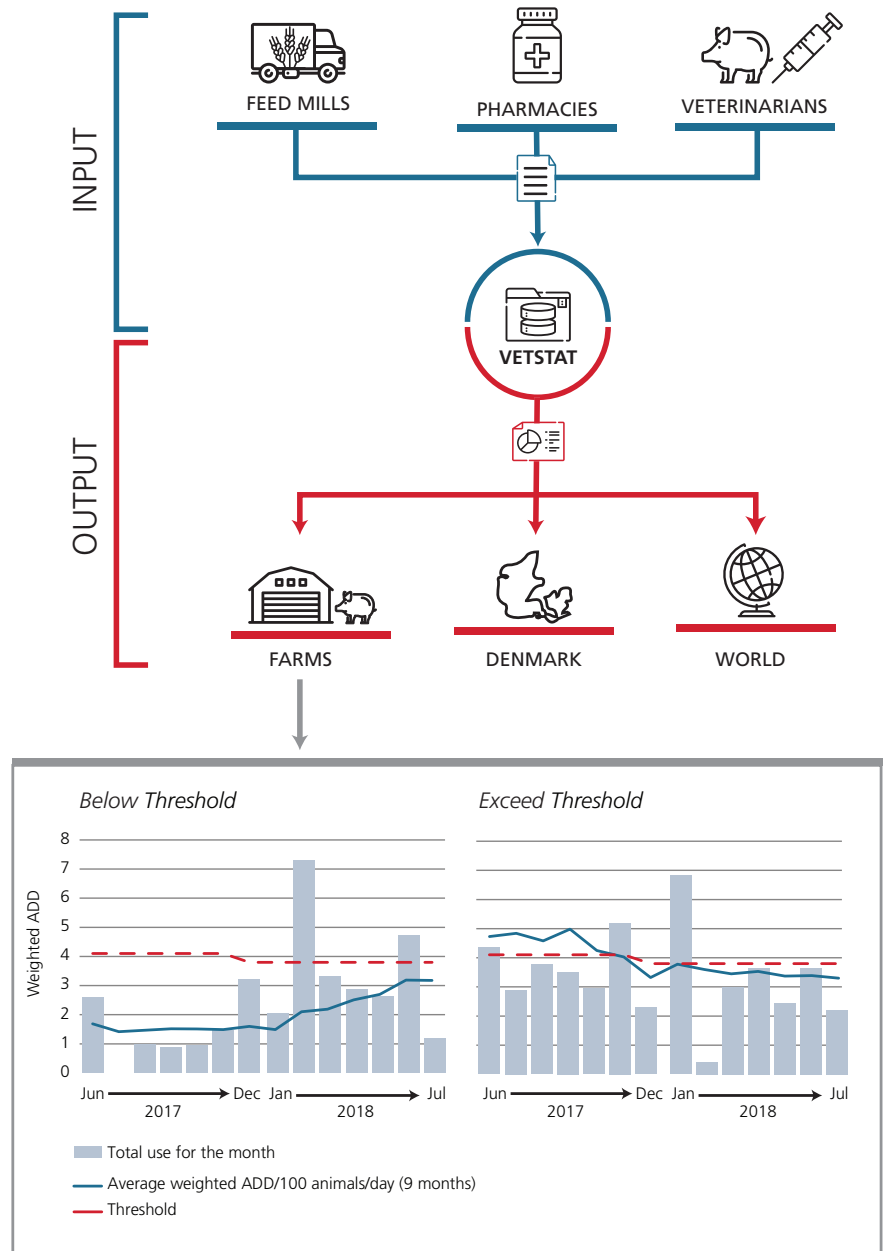 INPUT
FEED MILLS
PHARMACIES
VETERINARIANS
VETSTAT
OUTPUT
FARMS
DENMARK
WORLD
Below Threshold
Exceed Threshold
Weighted ADD
8
7
6
5
4
3
2
1
0
Jun Dec Jan Jul
2017 2018
Jun Dec Jan Jul
2017 2018
Total use for the month
Average weighted ADD/100 animals/day (9 months)
Threshold